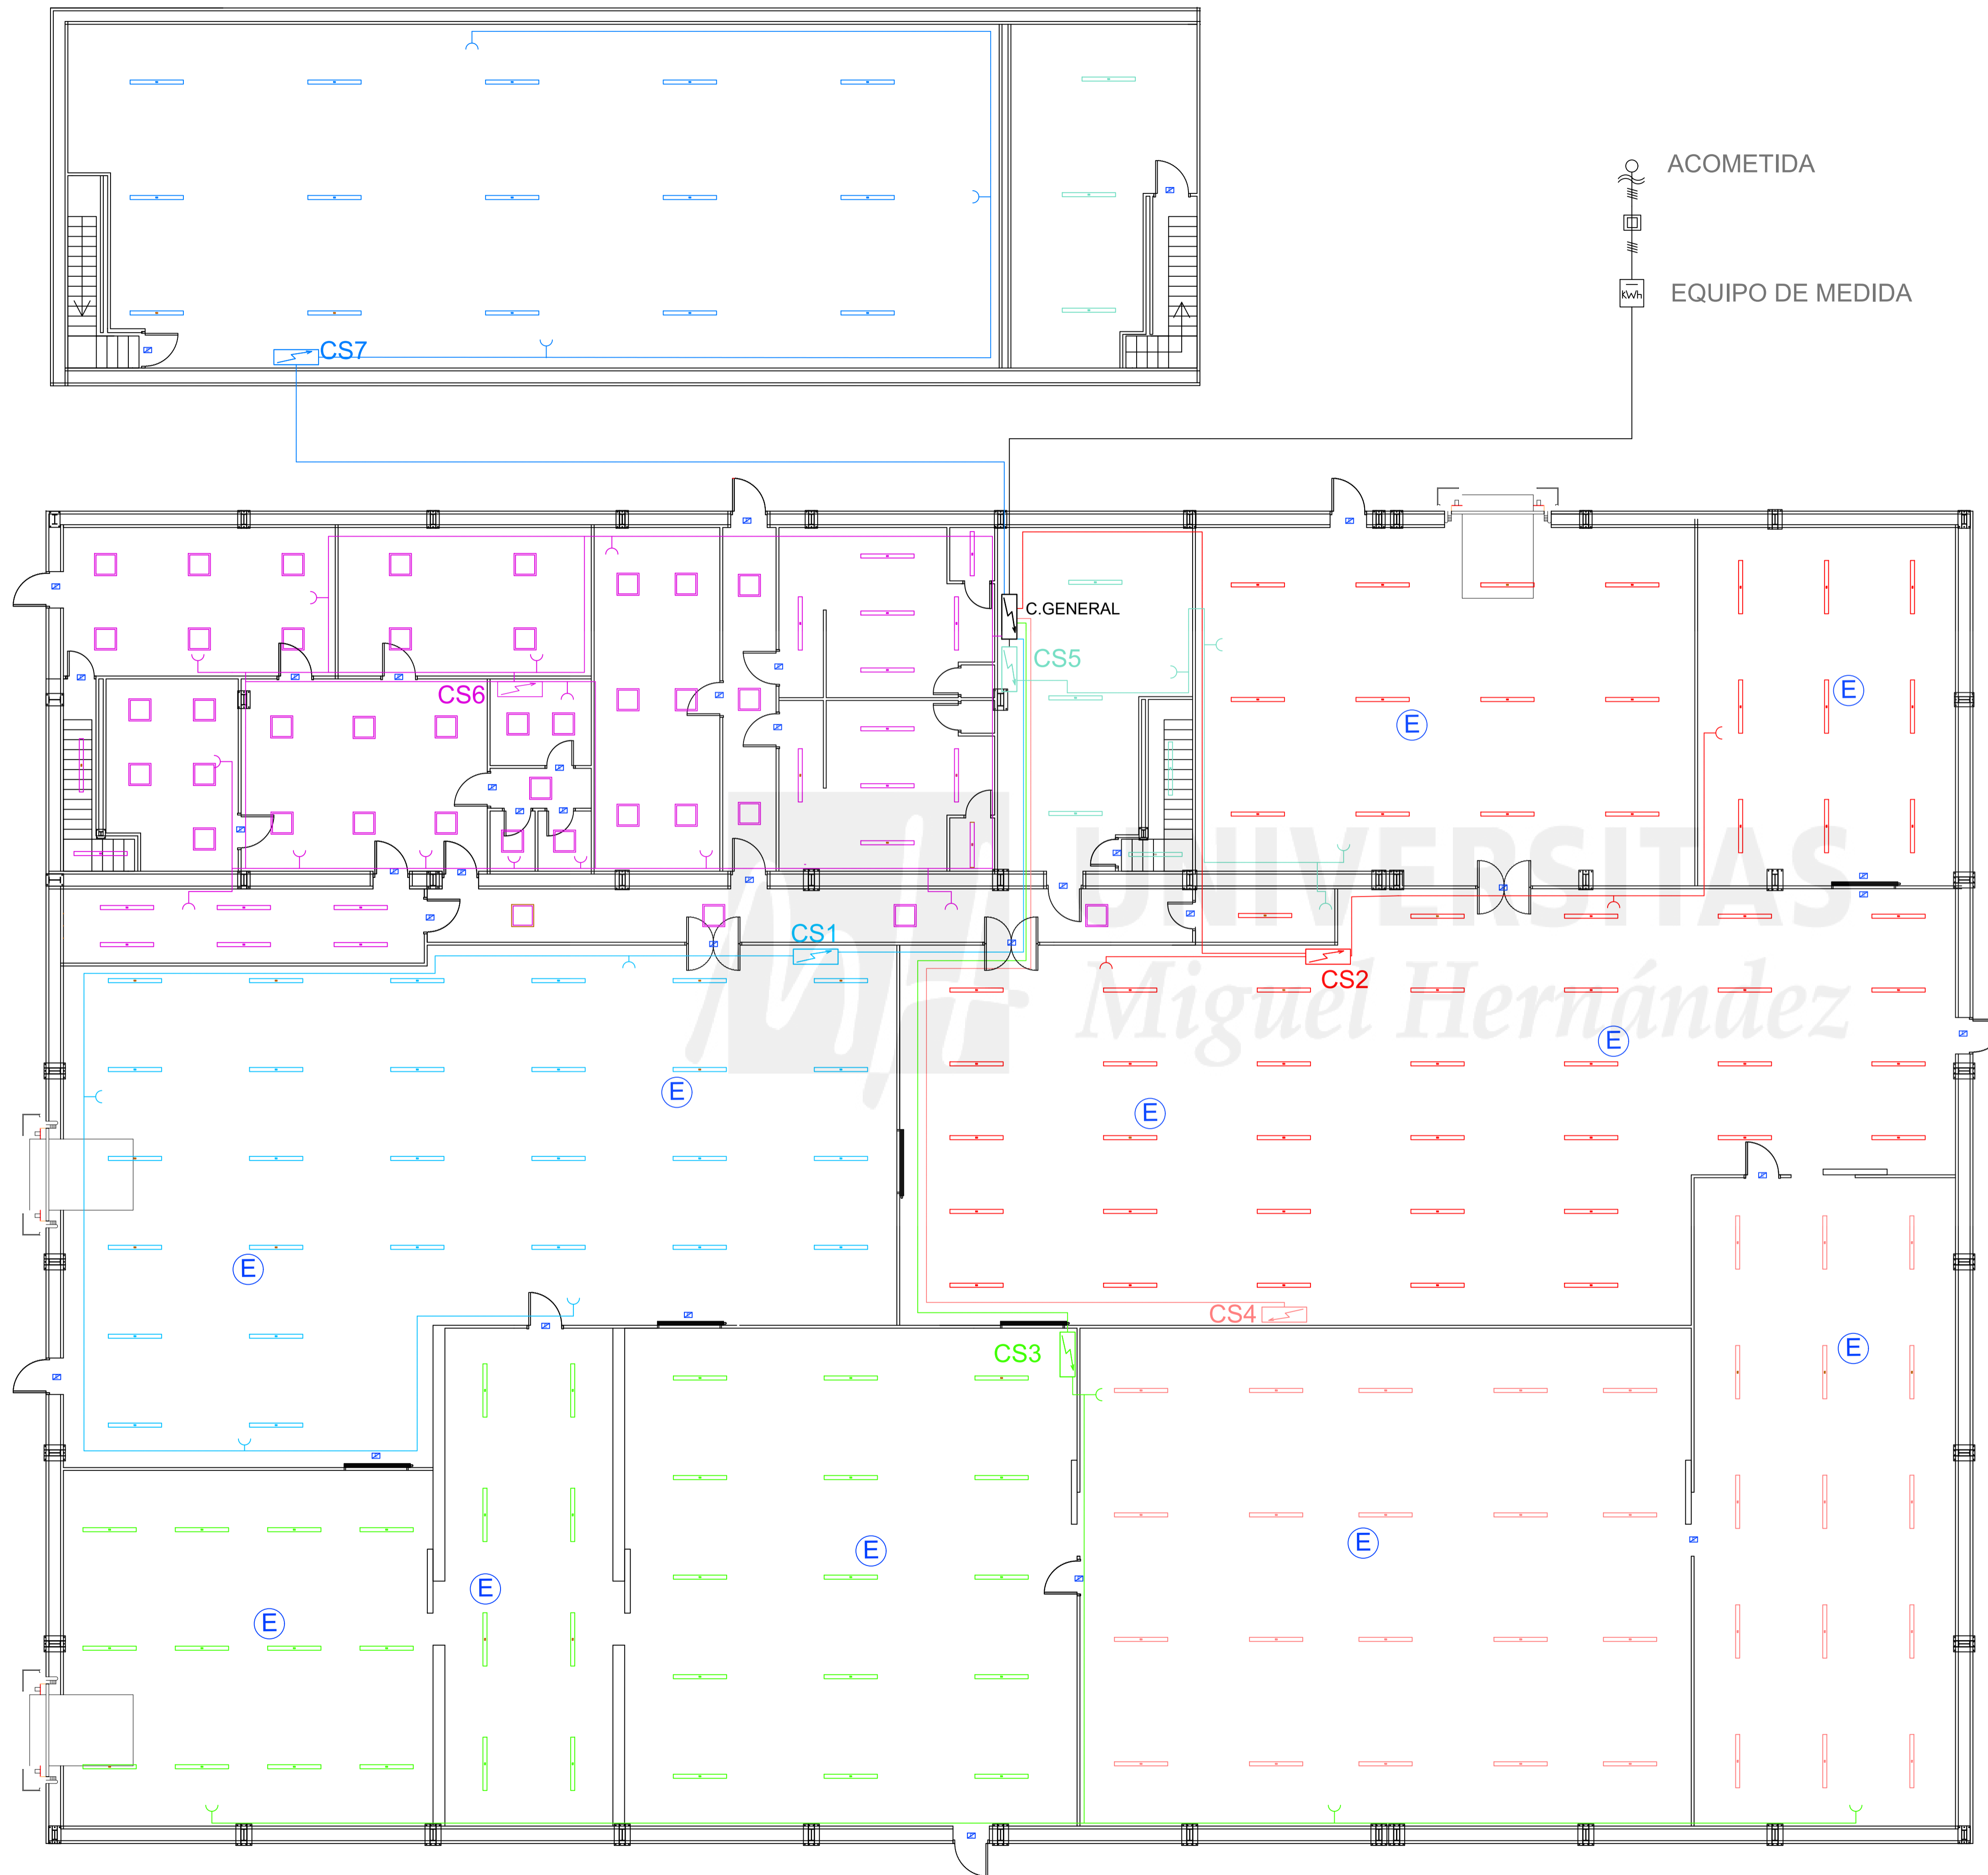 ACOMETIDA
kWh
EQUIPO DE MEDIDA
CS7
C.GENERAL
CS5
CS6
E
E
UNIVERSITAS
Miguel Hernández
CS1
CS2
E
E
E
E
CS4
CS3
E
E
E
E
E